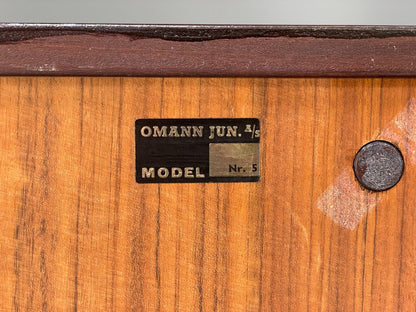 OMANN JUN. A/S
MODEL Nr. 5